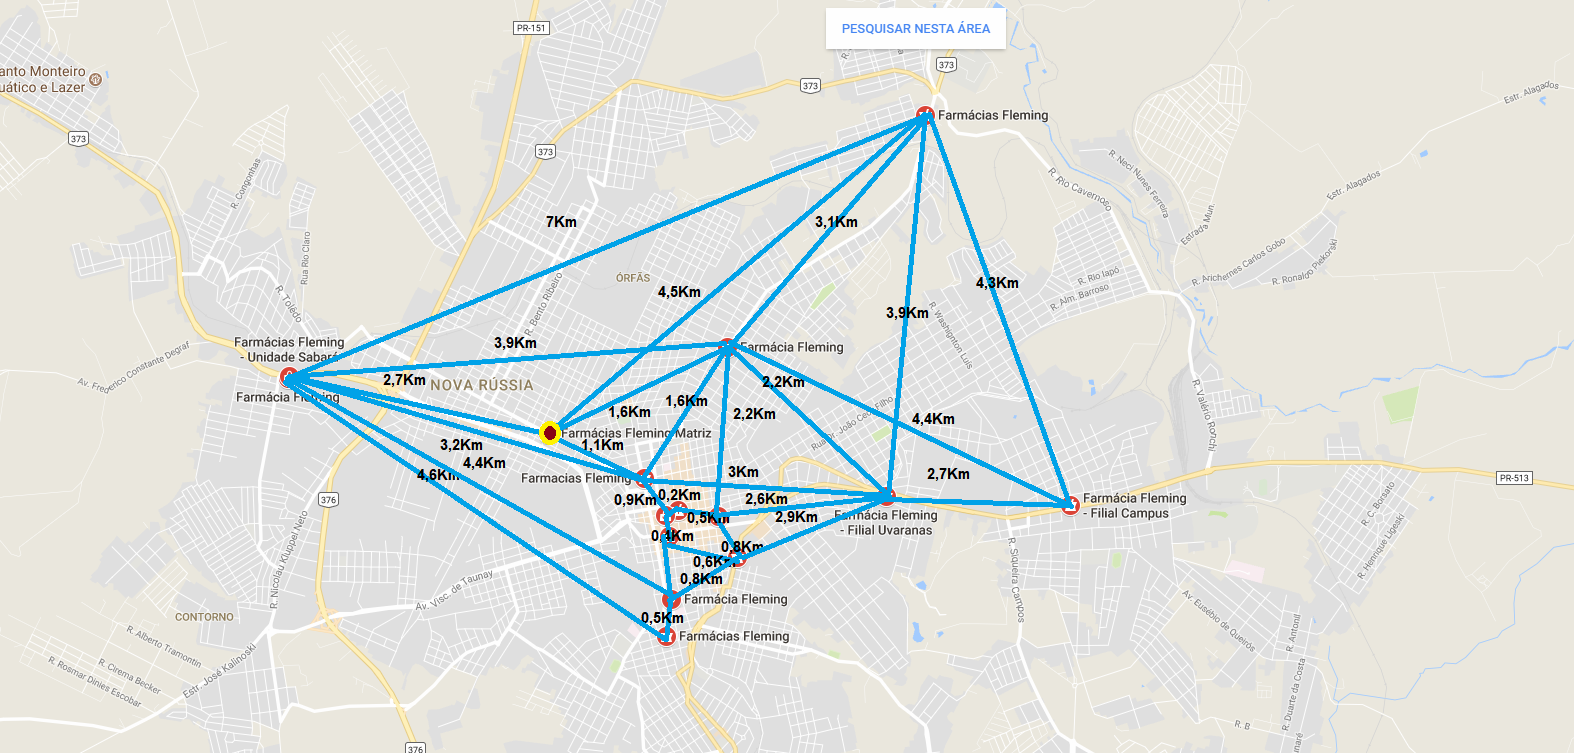 PESQUISAR NESTA ÁREA
PR-151
373
anto Monteiro
uático e Lazer
373
Estr. Alagados
Farmácias Fleming
373
373
R. Neci Nunes Ferreira
R. Congonhas
R. Rio Cavernoso
Estr. Alagados
Estrada Mun.
7Km
3,1Km
Rua Rio Claro
R. Arichernes Carlos Gobo
R. Ronaldo Piekorski
R. Toledo
R. Bento Ribeiro
ÓRFÃS
4,5Km
4,3Km
R. Rio Iapó
R. Alm. Barroso
3,9Km
R. Washigton Luis
Farmácias Fleming
- Unidade Sabará
3,9Km
Farmácia Fleming
Av. Frederico Constante Degraf
2,7Km
NOVA RÚSSIA
2,2Km
Farmácia Fleming
1,6Km
1,6Km
2,2Km
Rua Dr. João Cec. Filho
4,4Km
R. Valério Ronchi
Farmácias Fleming Matriz
3,2Km
1,1Km
4,4Km
4,6Km
Farmacias Fleming
3Km
2,7Km
PR-513
376
0,9Km
0,2Km
2,6Km
Farmácia Fleming
- Filial Campus
R. C. Borsato
0,5Km
2,9Km
Farmácia Fleming
- Filial Uvaranas
0,4Km
0,8Km
R. Henrique Ligeski
R. Nicolau Kluppel Neto
0,6Km
0,8Km
Av. Visc. de Taunay
R. Siqueira Campos
Farmácia Fleming
Av. Eusébio de Queirós
CONTORNO
0,5Km
R. Alberto Tramontin
Farmácias Fleming
R. Antonil
R. Cirema Becker
R. Rosmar Dinies Escobar
Estr. José Kalinoski
R. Duarte da Costa
R. B
376